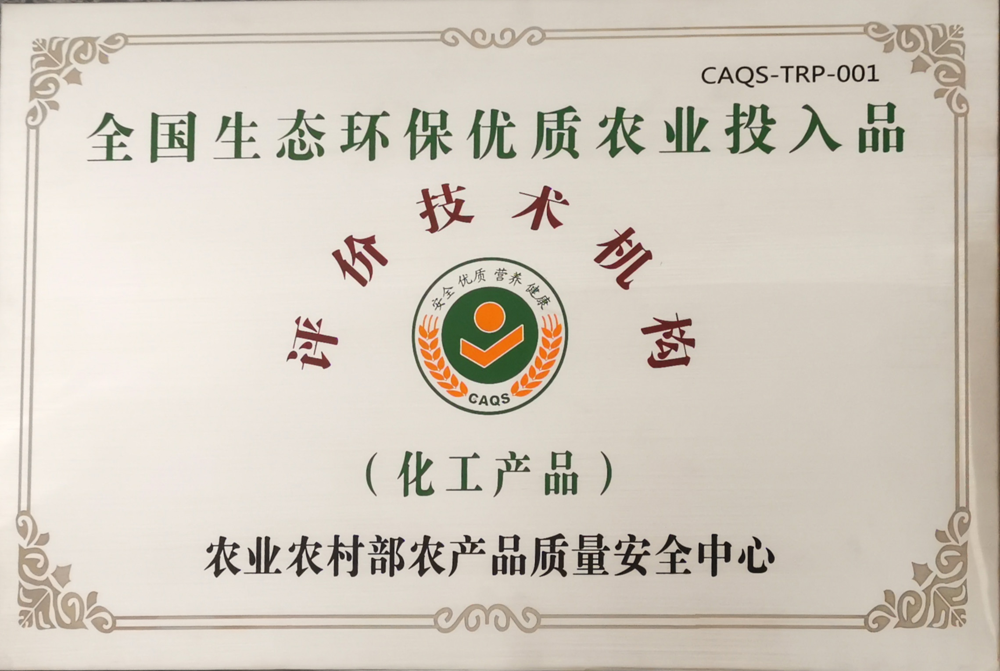 CAQS-TRP-001
全国生态环保优质农业投入品
评价技术机构
安全 优质 营养 健康
CAQS
（化工产品）
农业农村部农产品质量安全中心